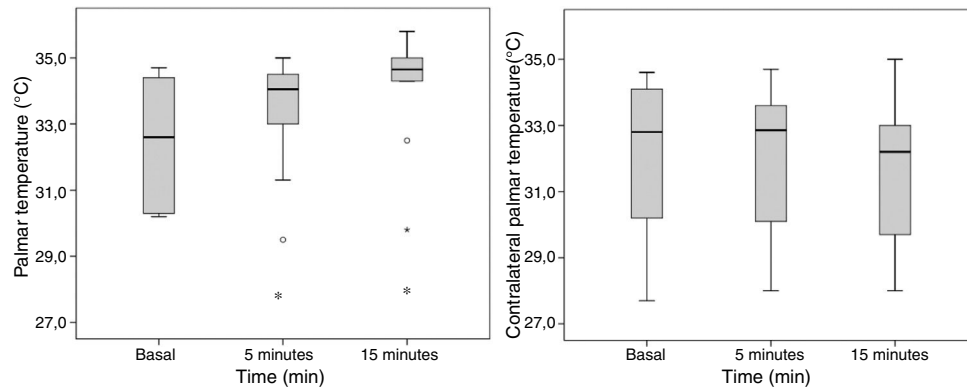 Palmar temperature (°C)
35,0
33,0
31,0
29,0
27,0
Basal
5 minutes
15 minutes
Time (min)
Contralateral palmar temperature(°C)
35,0
33,0
31,0
29,0
27,0
Basal
5 minutes
15 minutes
Time (min)